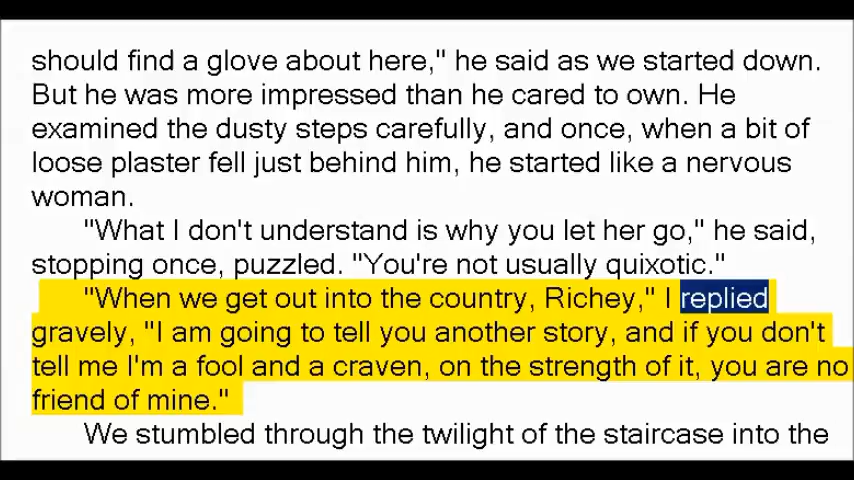 should find a glove about here," he said as we started down.
But he was more impressed than he cared to own. He
examined the dusty steps carefully, and once, when a bit of
loose plaster fell just behind him, he started like a nervous
woman.
"What I don't understand is why you let her go," he said,
stopping once, puzzled. "You're not usually quixotic."
"When we get out into the country, Richey," I replied
gravely, "I am going to tell you another story, and if you don't
tell me I'm a fool and a craven, on the strength of it, you are no
friend of mine."
We stumbled through the twilight of the staircase into the